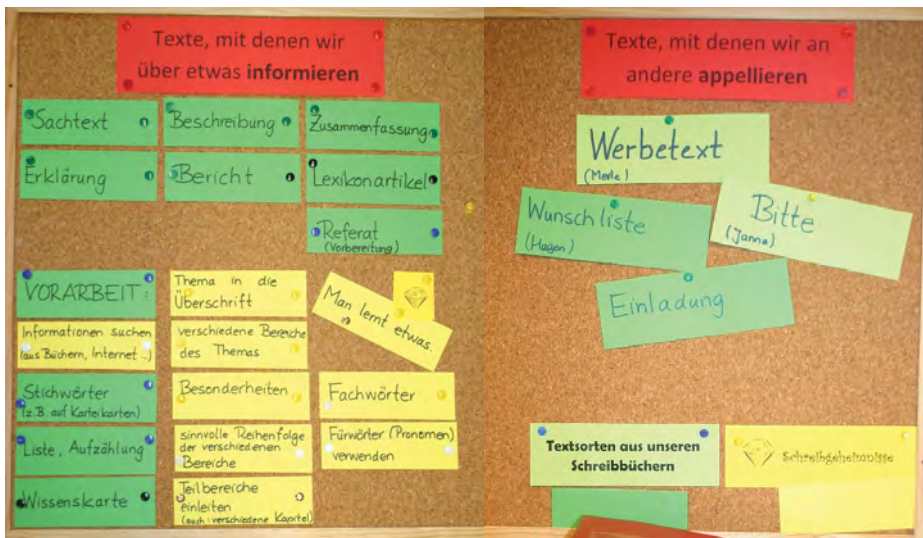 Texte, mit denen wir
über etwas informieren
Sachtext
Beschreibung
Zusammenfassung
Erklärung
Bericht
Lexikonartikel
Referat
(Vorbereitung)
VORARBEIT:
Informationen suchen
(aus Büchern, Internet ...)
Stichwörter
(z.B. auf Karteikarten)
Liste, Aufzählung
Wissenskarte
Thema in die
Überschrift
verschiedene Bereiche
des Themas
Besonderheiten
sinnvolle Reihenfolge
der verschiedenen
Bereiche
Teilbereiche
einleiten
(auch: verschiedene Kapitel)
Man lernt etwas.
Fachwörter
Fürwörter (Pronomen)
verwenden
Texte, mit denen wir an
andere appellieren
Werbetext
(Merle)
Wunschliste
(Hagen)
Bitte
(Janna)
Einladung
Textsorten aus unseren
Schreibbüchern
Schreibgeheimnisse